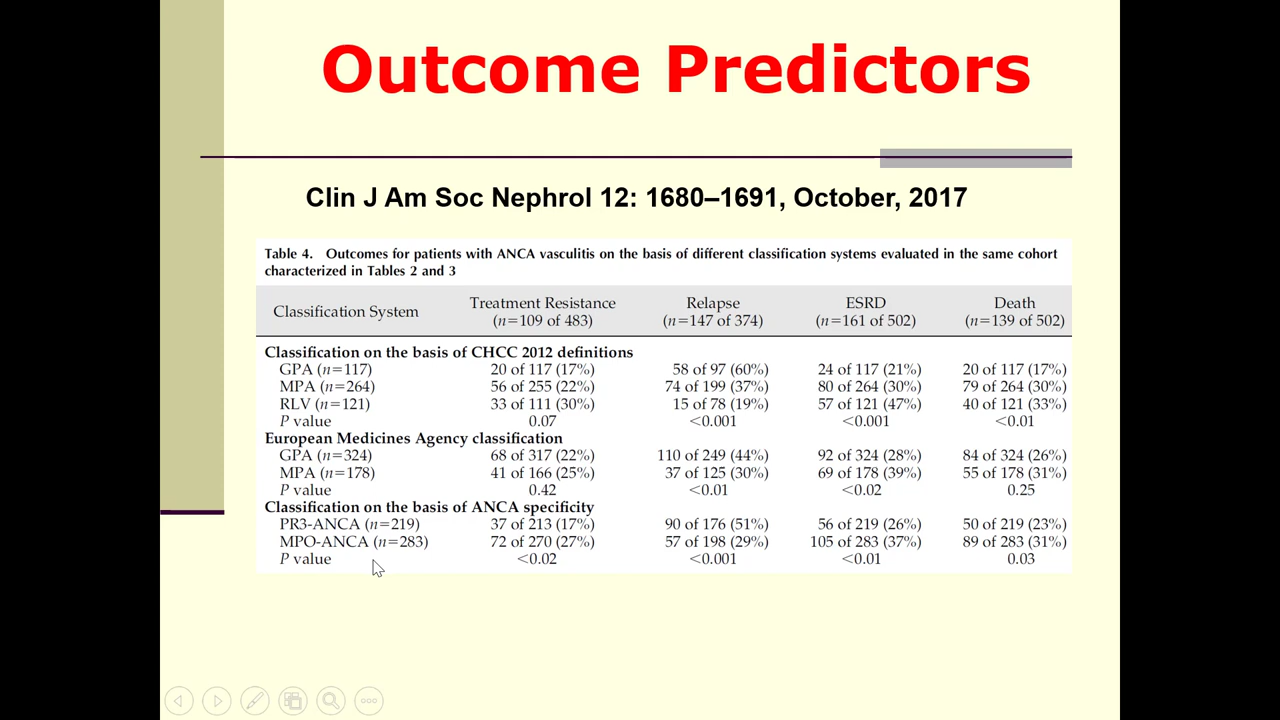 Outcome Predictors
Clin J Am Soc Nephrol 12: 1680–1691, October, 2017
Table 4. Outcomes for patients with ANCA vasculitis on the basis of different classification systems evaluated in the same cohort
characterized in Tables 2 and 3
Classification System Treatment Resistance (n=109 of 483) Relapse (n=147 of 374) ESRD (n=161 of 502) Death (n=139 of 502)
Classification on the basis of CHCC 2012 definitions
GPA (n=117) 20 of 117 (17%) 58 of 97 (60%) 24 of 117 (21%) 20 of 117 (17%)
MPA (n=264) 56 of 255 (22%) 74 of 199 (37%) 80 of 264 (30%) 79 of 264 (30%)
RLV (n=121) 33 of 111 (30%) 15 of 78 (19%) 57 of 121 (47%) 40 of 121 (33%)
P value 0.07 <0.001 <0.001 <0.01
European Medicines Agency classification
GPA (n=324) 68 of 317 (22%) 110 of 249 (44%) 92 of 324 (28%) 84 of 324 (26%)
MPA (n=178) 41 of 166 (25%) 37 of 125 (30%) 69 of 178 (39%) 55 of 178 (31%)
P value 0.42 <0.01 <0.02 0.25
Classification on the basis of ANCA specificity
PR3-ANCA (n=219) 37 of 213 (17%) 90 of 176 (51%) 56 of 219 (26%) 50 of 219 (23%)
MPO-ANCA (n=283) 72 of 270 (27%) 57 of 198 (29%) 105 of 283 (37%) 89 of 283 (31%)
P value <0.02 <0.001 <0.01 0.03